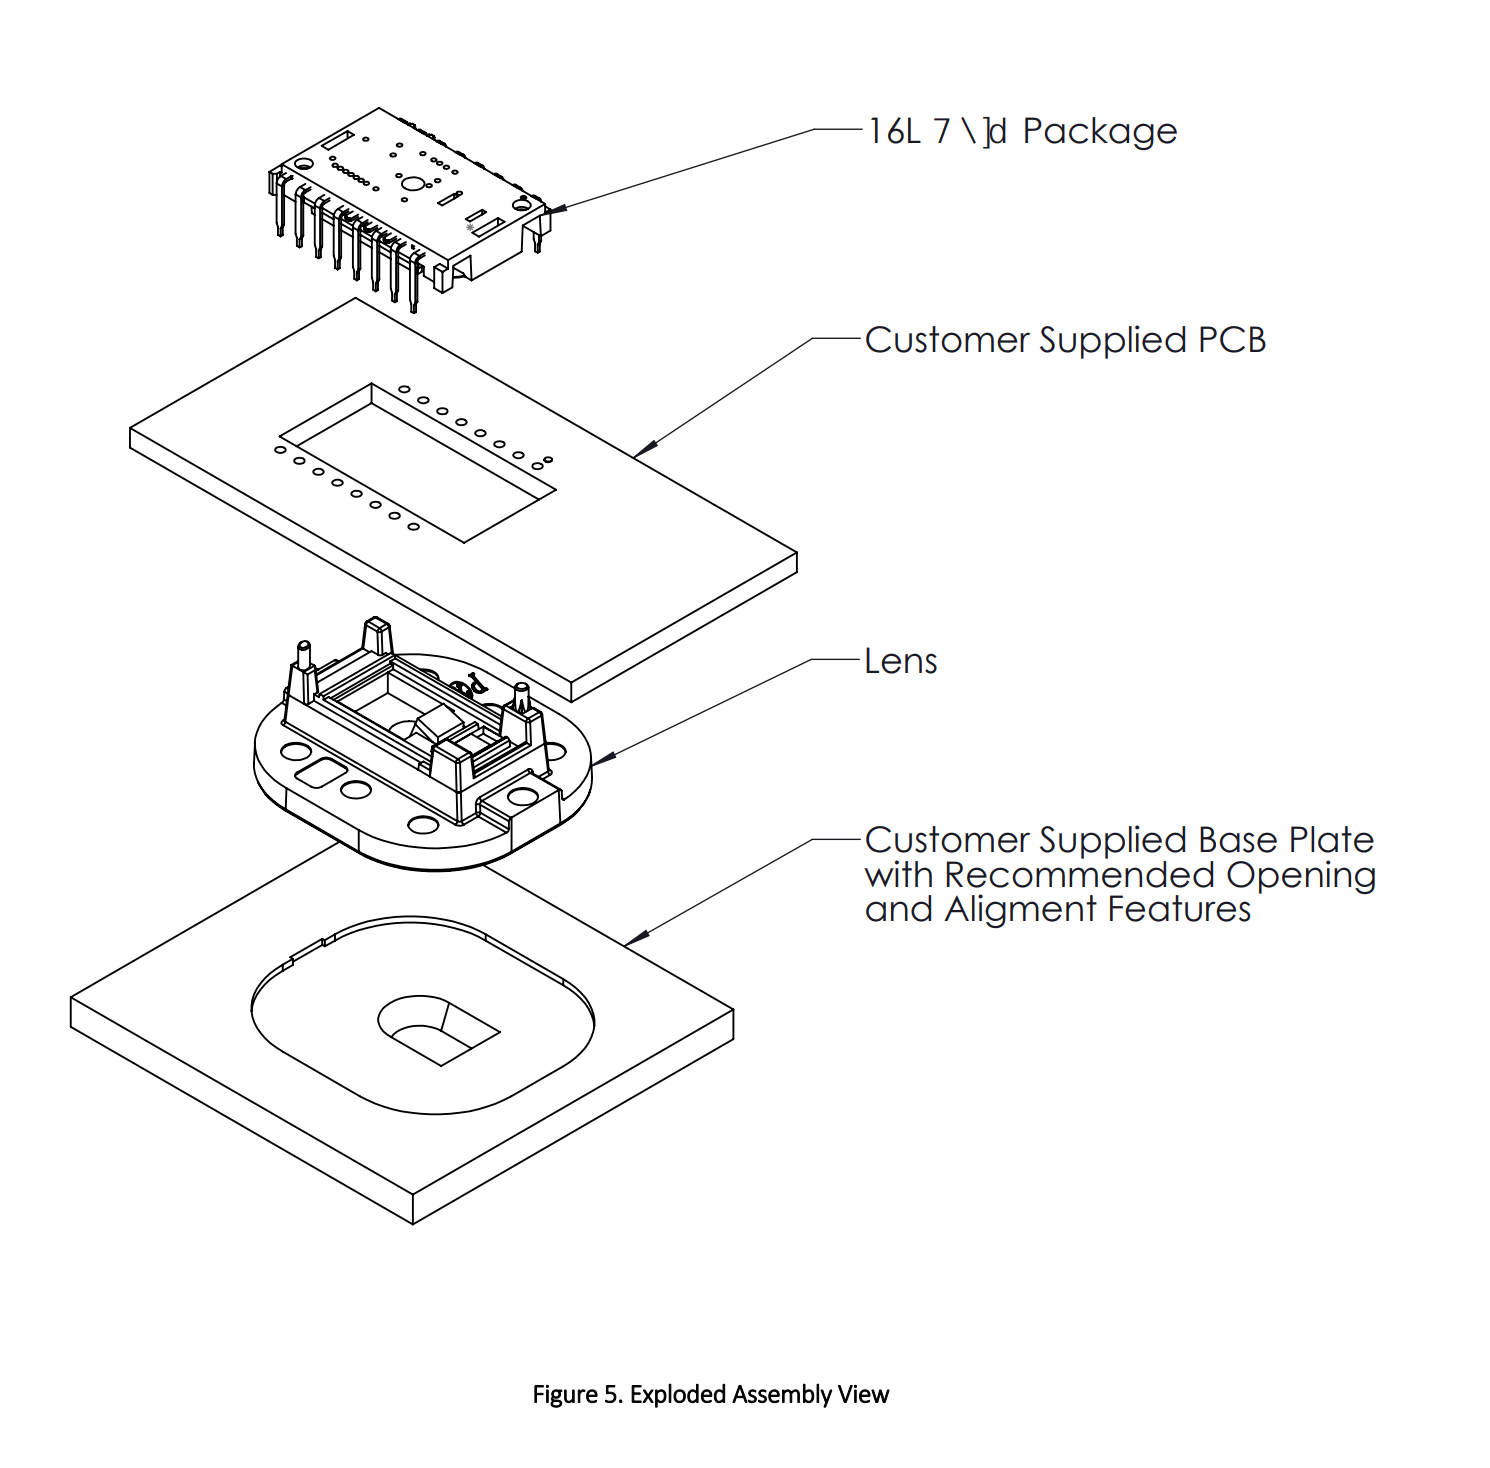 16L 7 \ ]d Package
Customer Supplied PCB
Lens
Customer Supplied Base Plate
with Recommended Opening
and Aligment Features
Figure 5. Exploded Assembly View